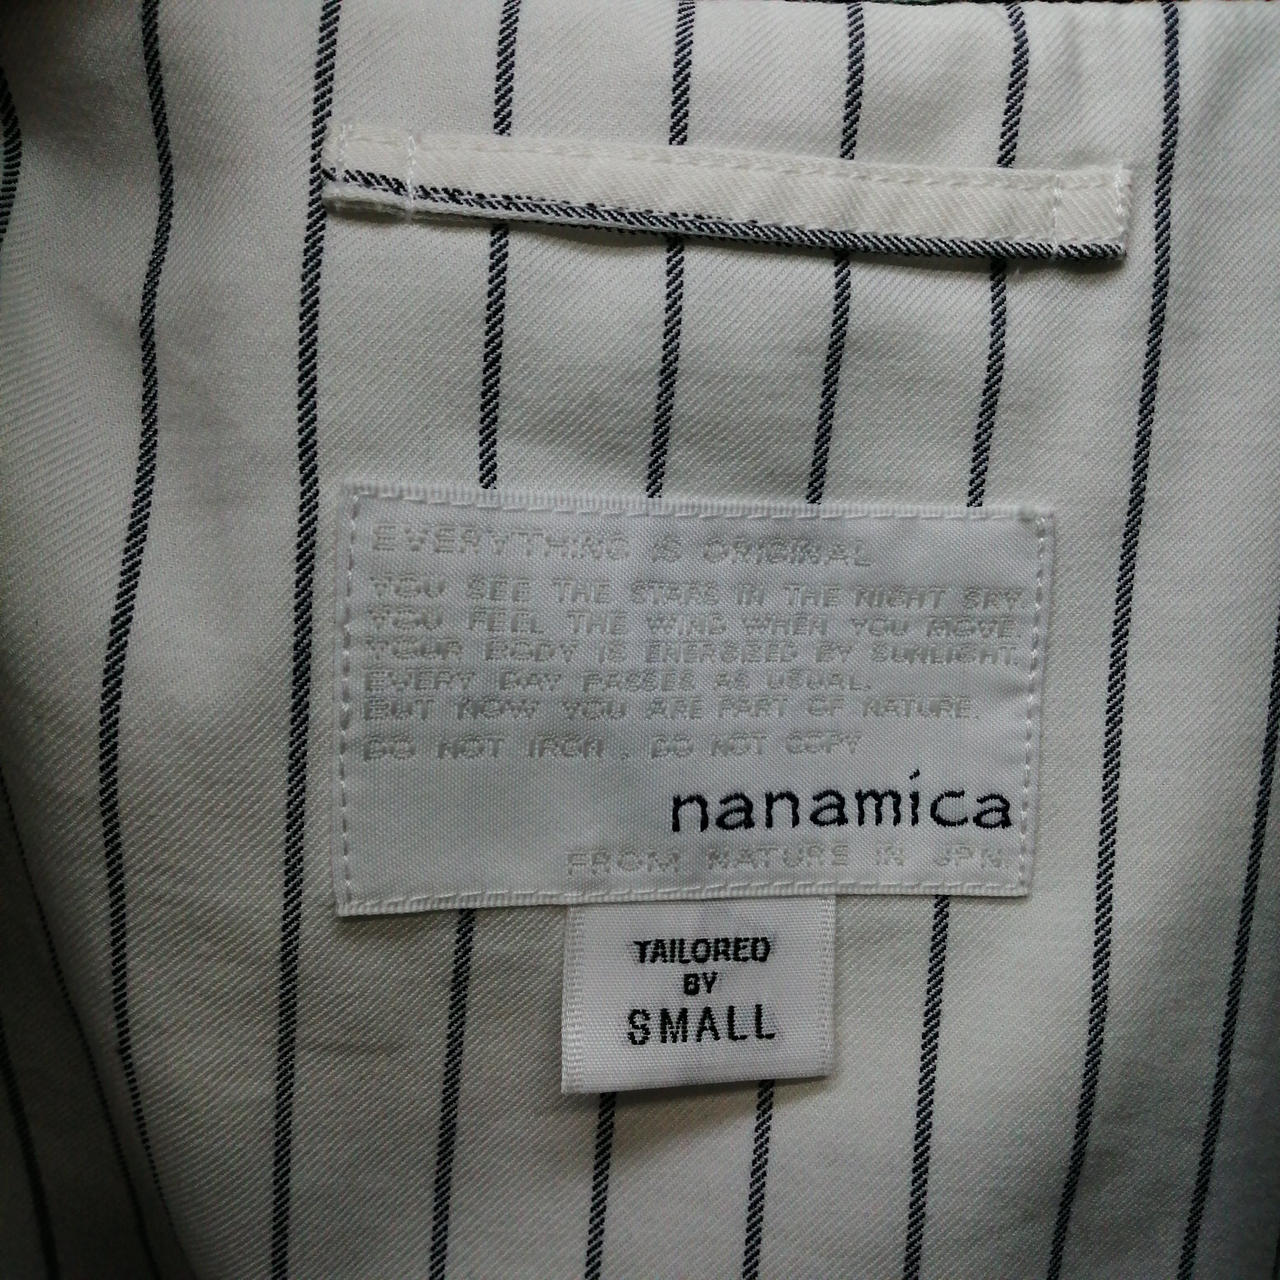 EVERYTHING IS ORIGINAL
YOU SEE THE STARS IN THE NIGHT SKY
YOU FEEL THE WIND WHEN YOU MOVE.
YOUR BODY IS ENERGIZED BY SUNLIGHT.
EVERY DAY PASSES AS USUAL.
BUT NOW YOU ARE PART OF NATURE.
DO NOT IRON . DO NOT COPY
nanamica
FROM NATURE IN JPN.
TAILORED
BY
SMALL